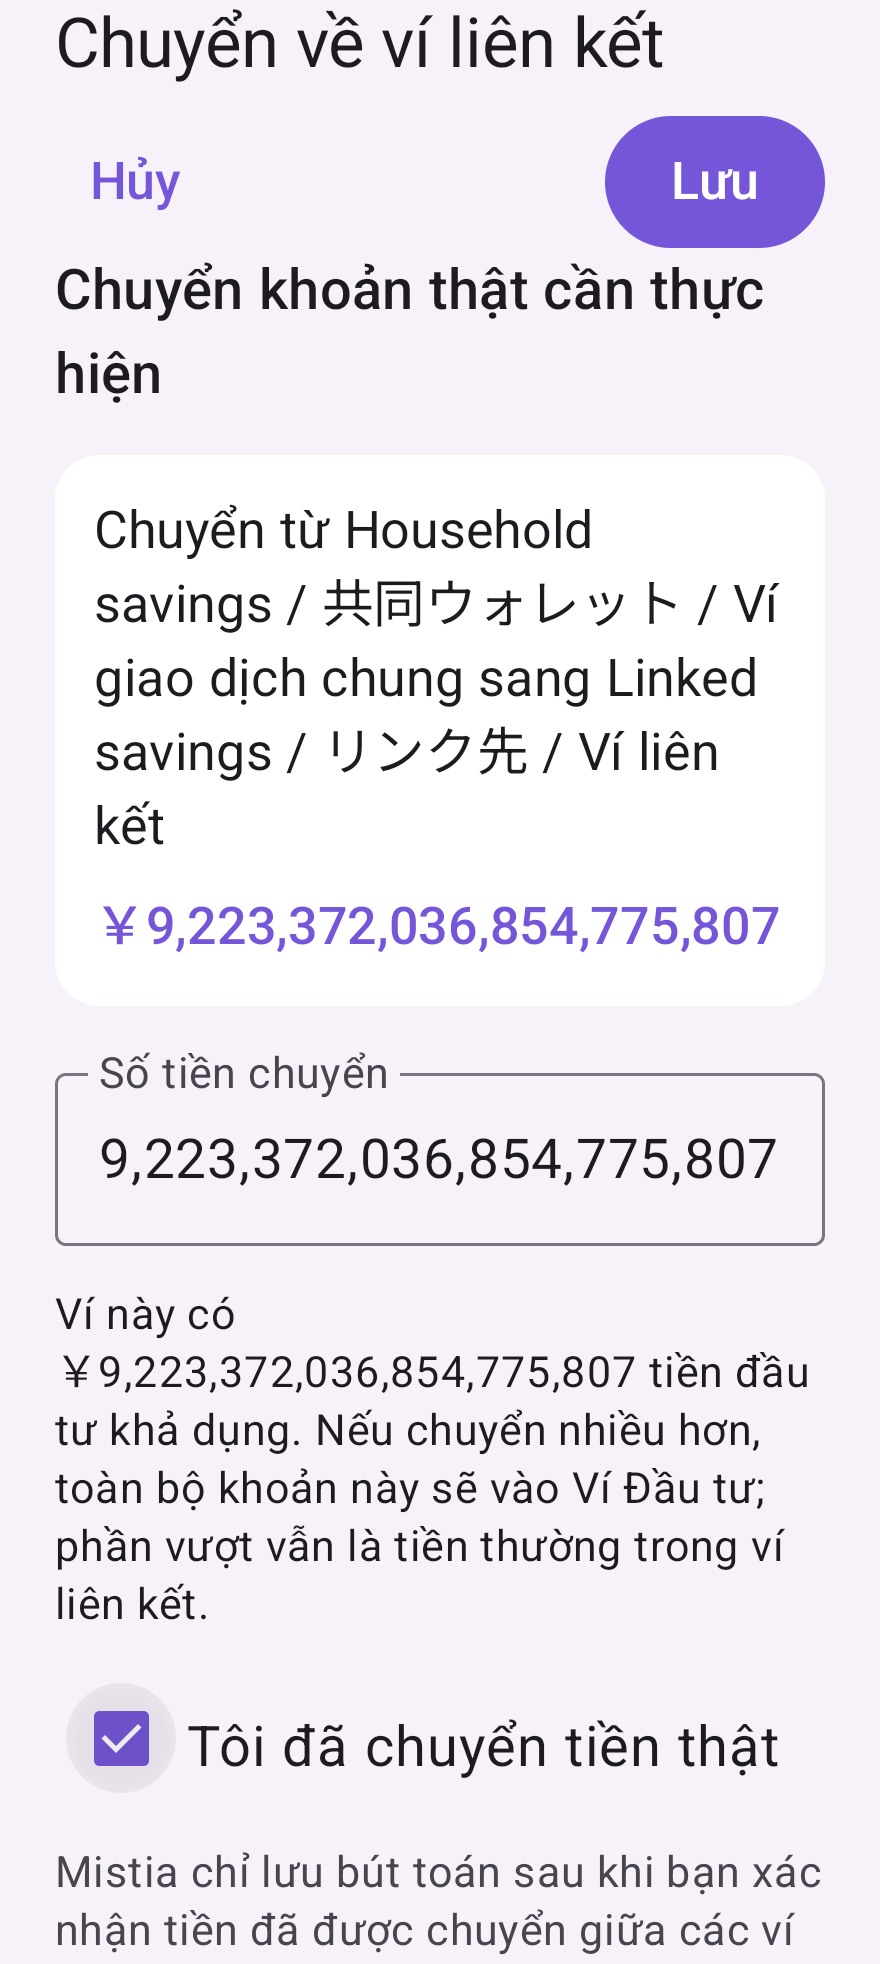 Chuyển về ví liên kết
Hủy
Lưu
Chuyển khoản thật cần thực
hiện
Chuyển từ Household
savings / 共同ウォレット / Ví
giao dịch chung sang Linked
savings / リンク先 / Ví liên
kết
￥9,223,372,036,854,775,807
Số tiền chuyển
9,223,372,036,854,775,807
Ví này có
￥9,223,372,036,854,775,807 tiền đầu
tư khả dụng. Nếu chuyển nhiều hơn,
toàn bộ khoản này sẽ vào Ví Đầu tư;
phần vượt vẫn là tiền thường trong ví
liên kết.
Tôi đã chuyển tiền thật
Mistia chỉ lưu bút toán sau khi bạn xác
nhận tiền đã được chuyển giữa các ví